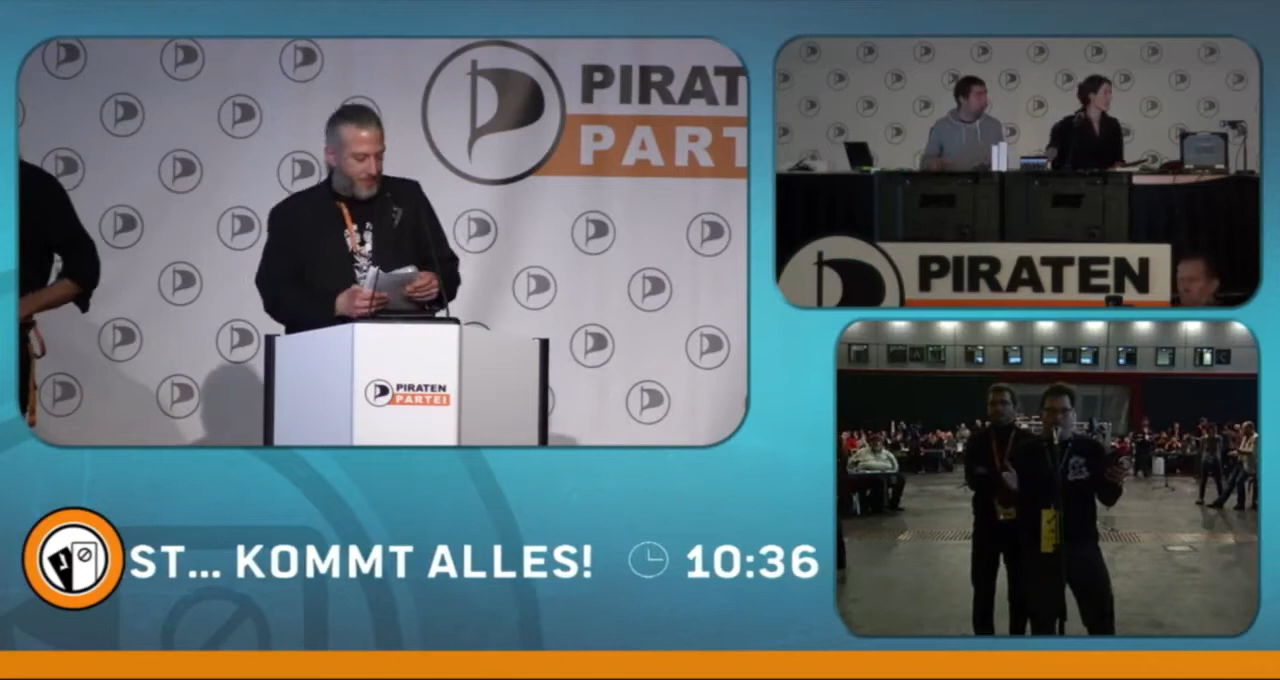 PIRAT
PART
PIRATEN
PARTEI
PIRATEN
ST... KOMMT ALLES! 10:36